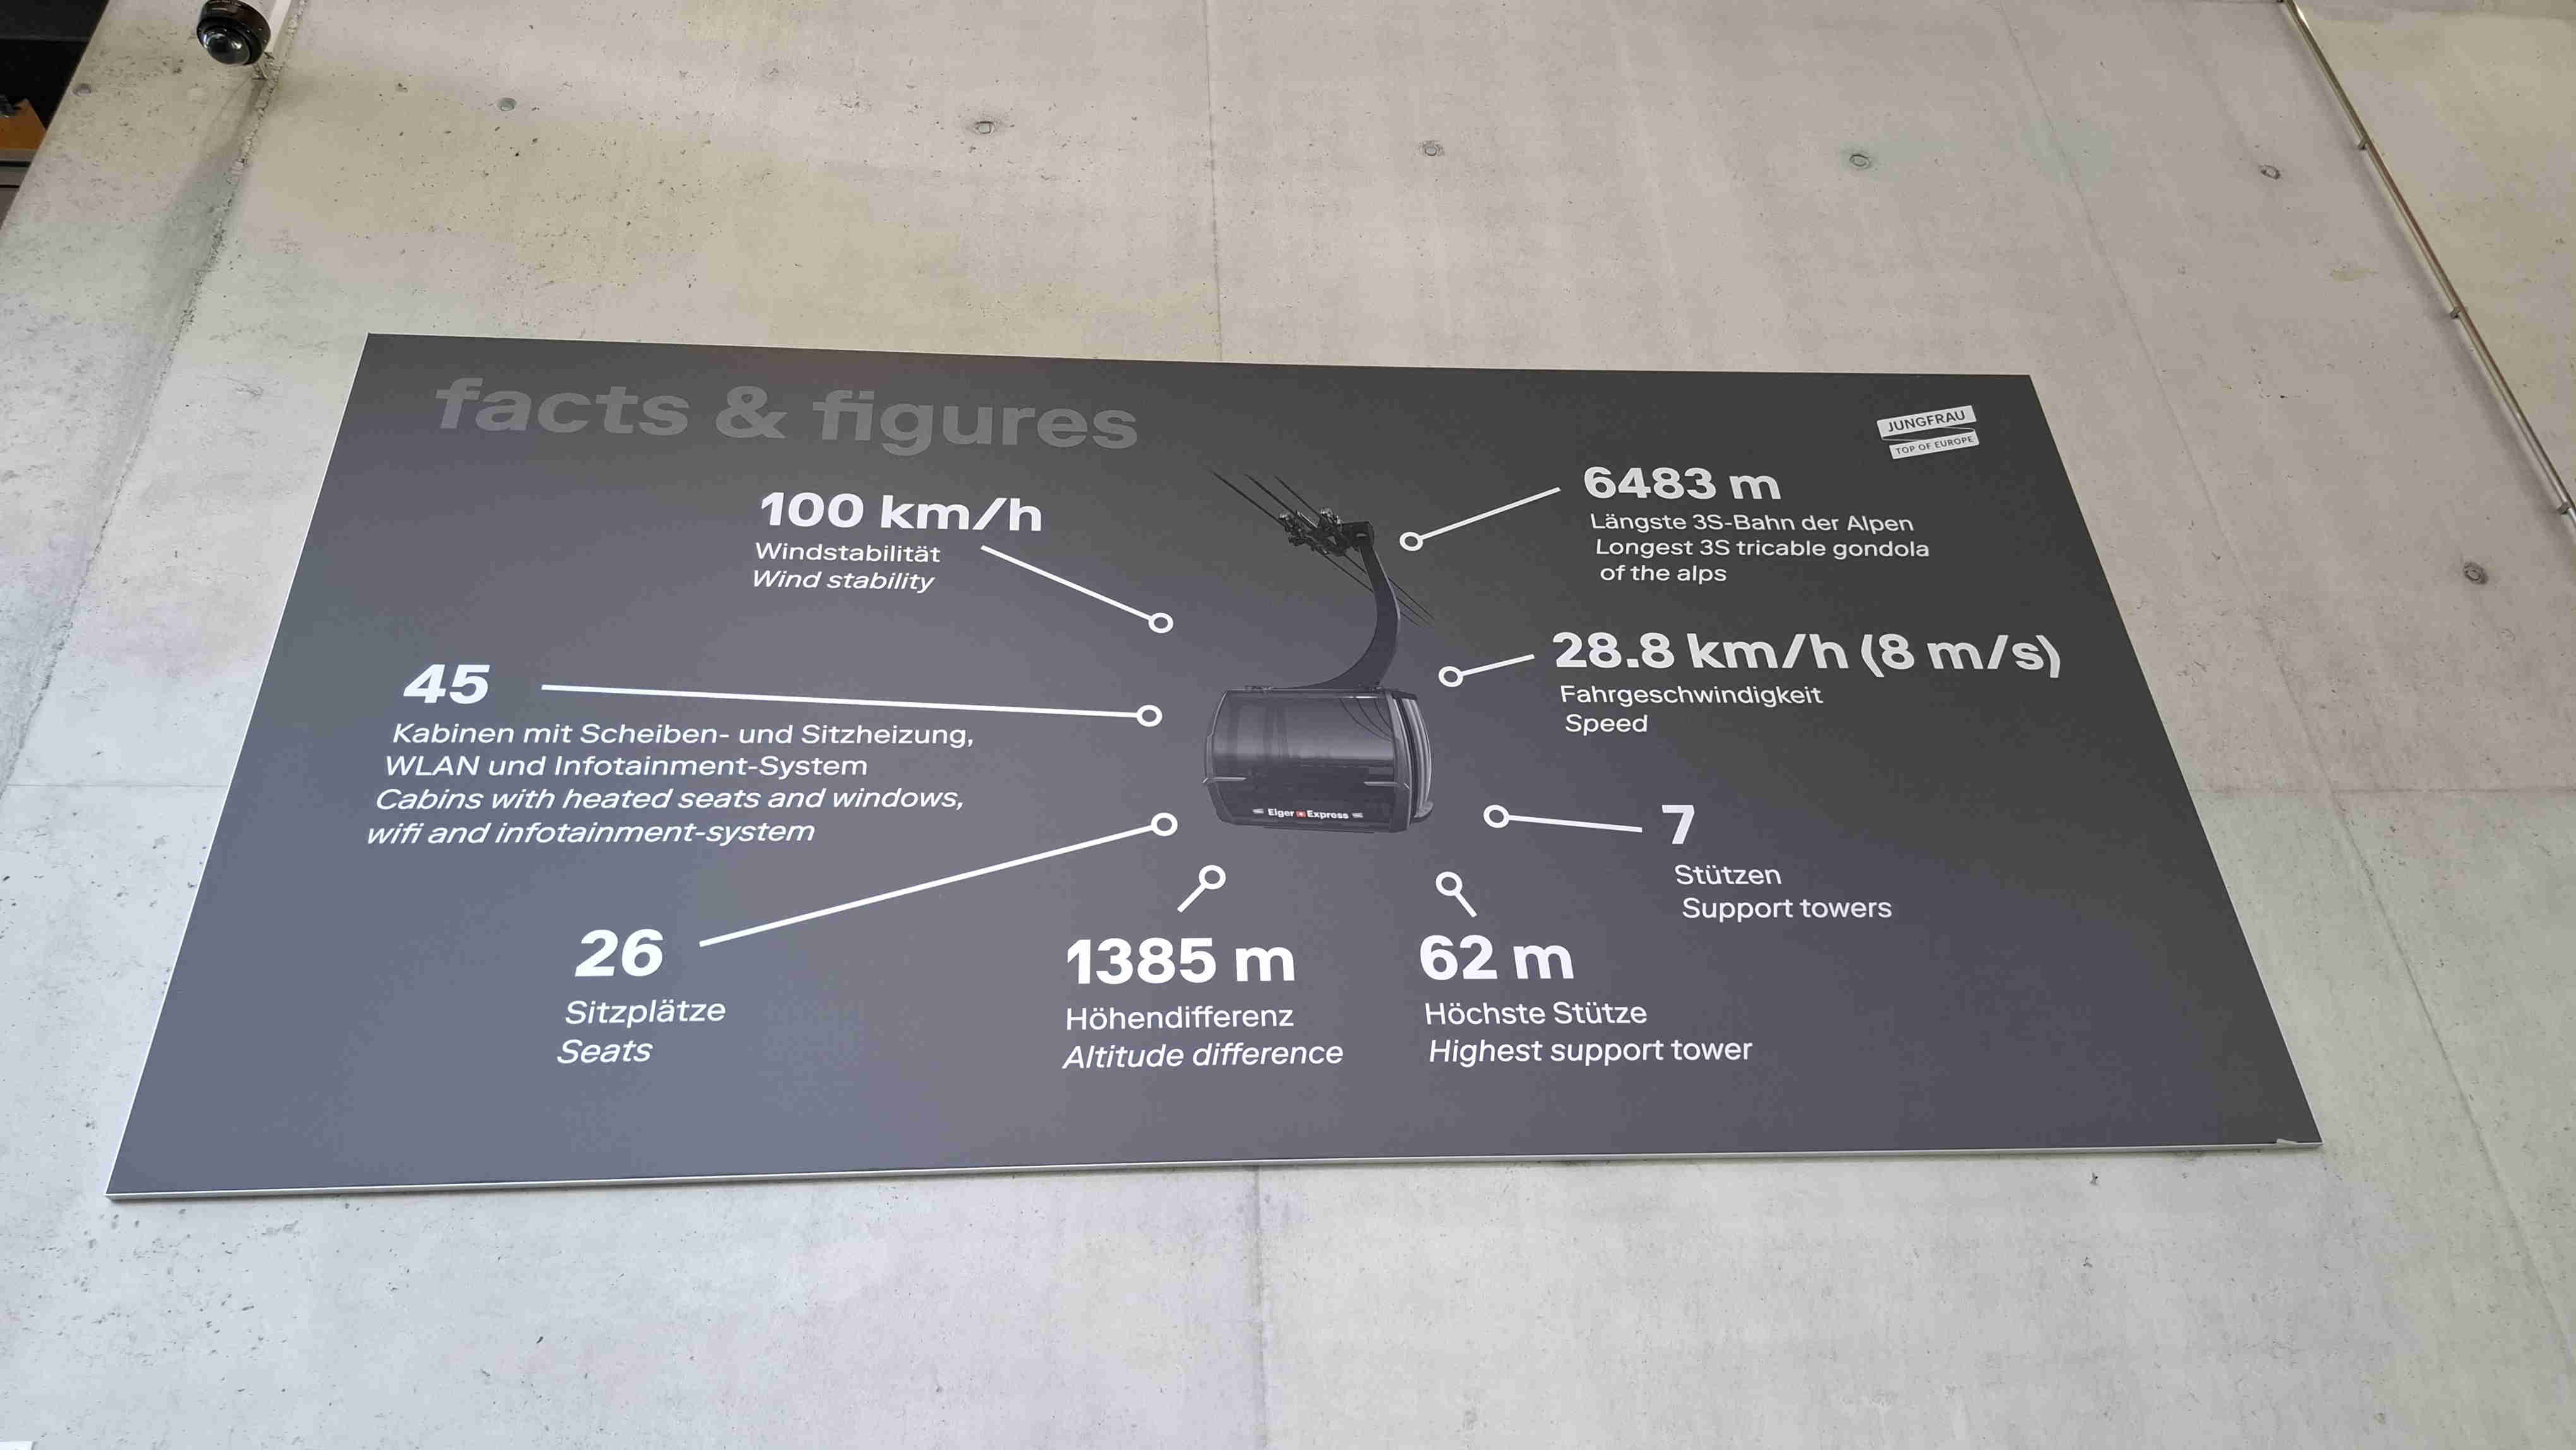 facts & figures
JUNGFRAU
TOP OF EUROPE
100 km/h
Windstabilität
Wind stability
6483 m
Längste 3S-Bahn der Alpen
Longest 3S tricable gondola
of the alps
28.8 km/h (8 m/s)
Fahrgeschwindigkeit
Speed
45
Kabinen mit Scheiben- und Sitzheizung,
WLAN und Infotainment-System
Cabins with heated seats and windows,
wifi and infotainment-system
Eiger Express
7
Stützen
Support towers
26
Sitzplätze
Seats
1385 m
Höhendifferenz
Altitude difference
62 m
Höchste Stütze
Highest support tower